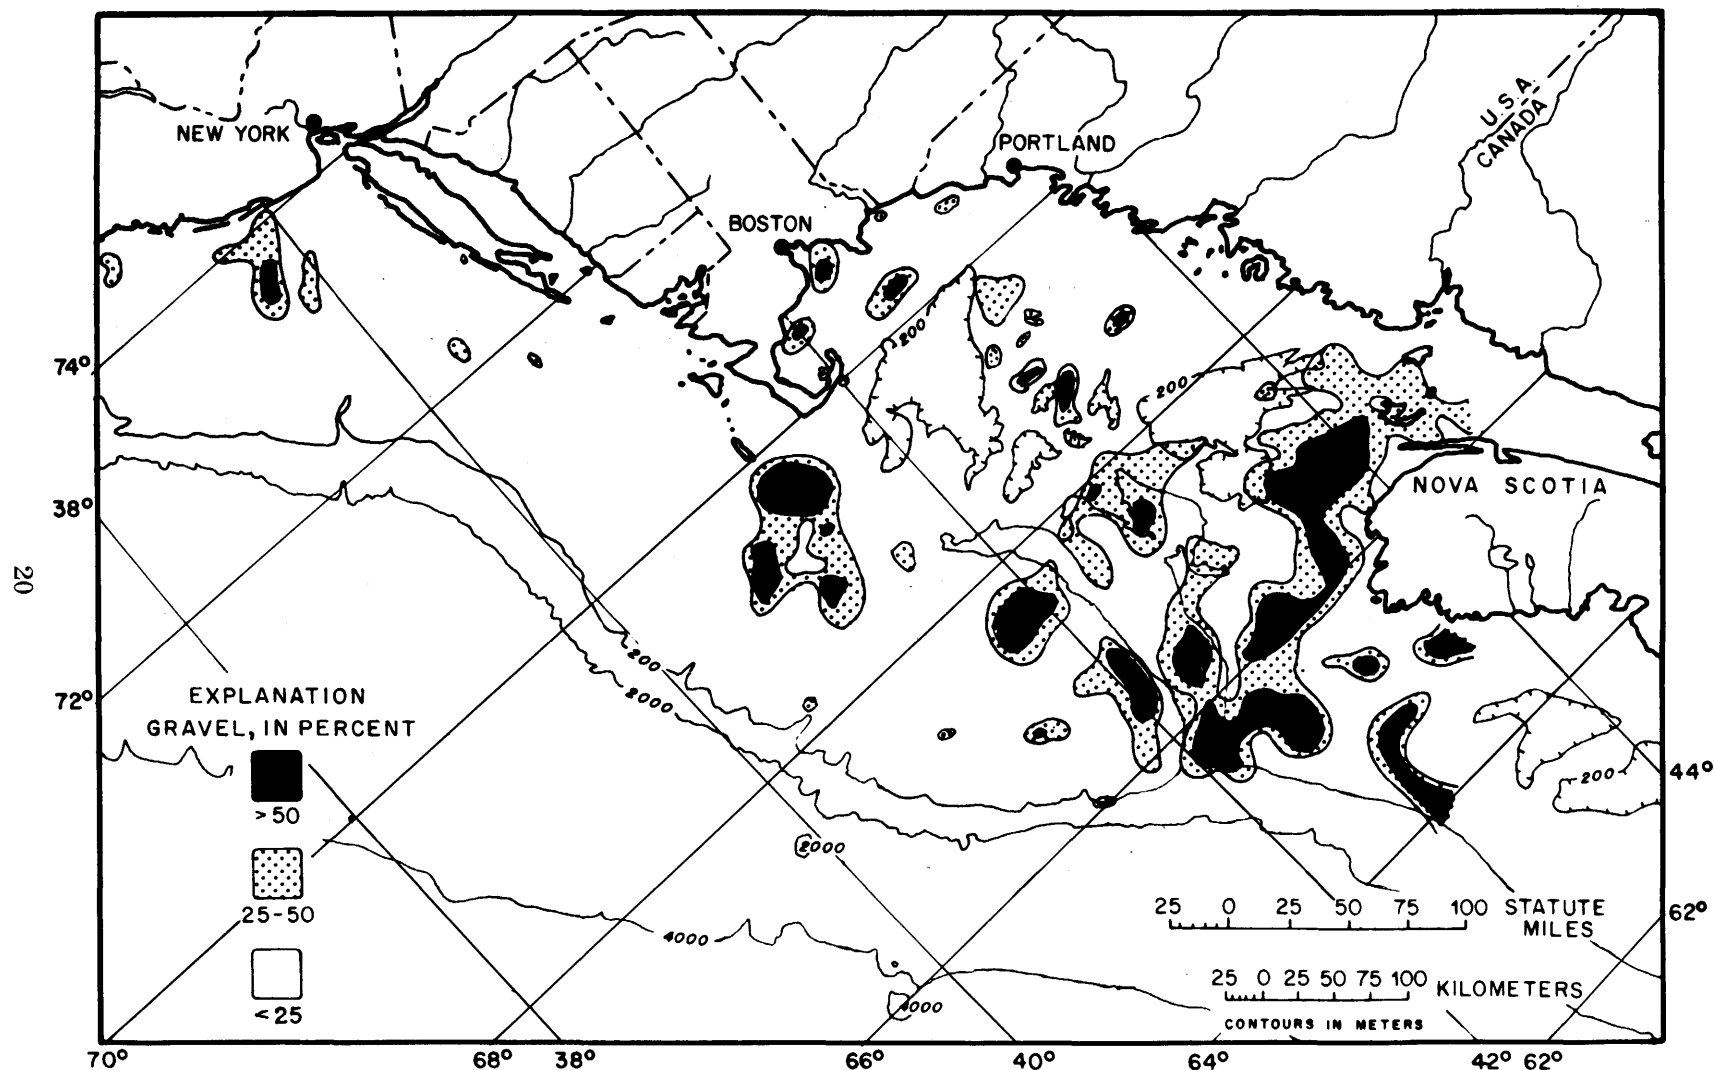 NEW YORK
PORTLAND
U.S.A.
CANADA
BOSTON
200
200
74°
38°
NOVA SCOTIA
20
200
2000
72°
EXPLANATION
GRAVEL, IN PERCENT
>50
25-50
<25
200
44°
2000
4000
4000
62°
25 0 25 50 75 100 STATUTE
MILES
25 0 25 50 75 100 KILOMETERS
CONTOURS IN METERS
70° 68° 38° 66° 40° 64° 42° 62°